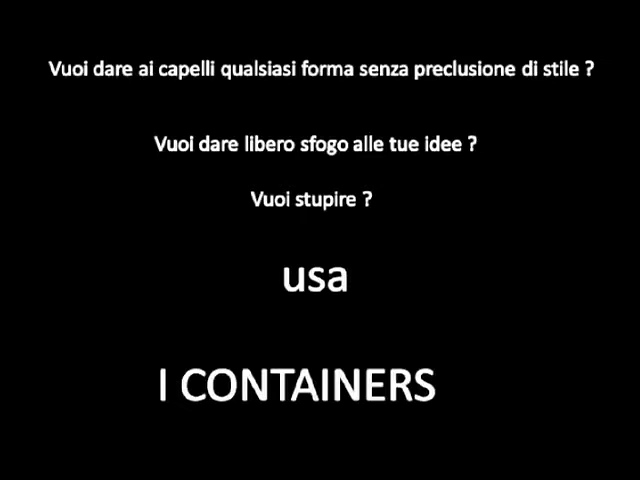 Vuoi dare ai capelli qualsiasi forma senza preclusione di stile ?
Vuoi dare libero sfogo alle tue idee ?
Vuoi stupire ?
usa
I CONTAINERS